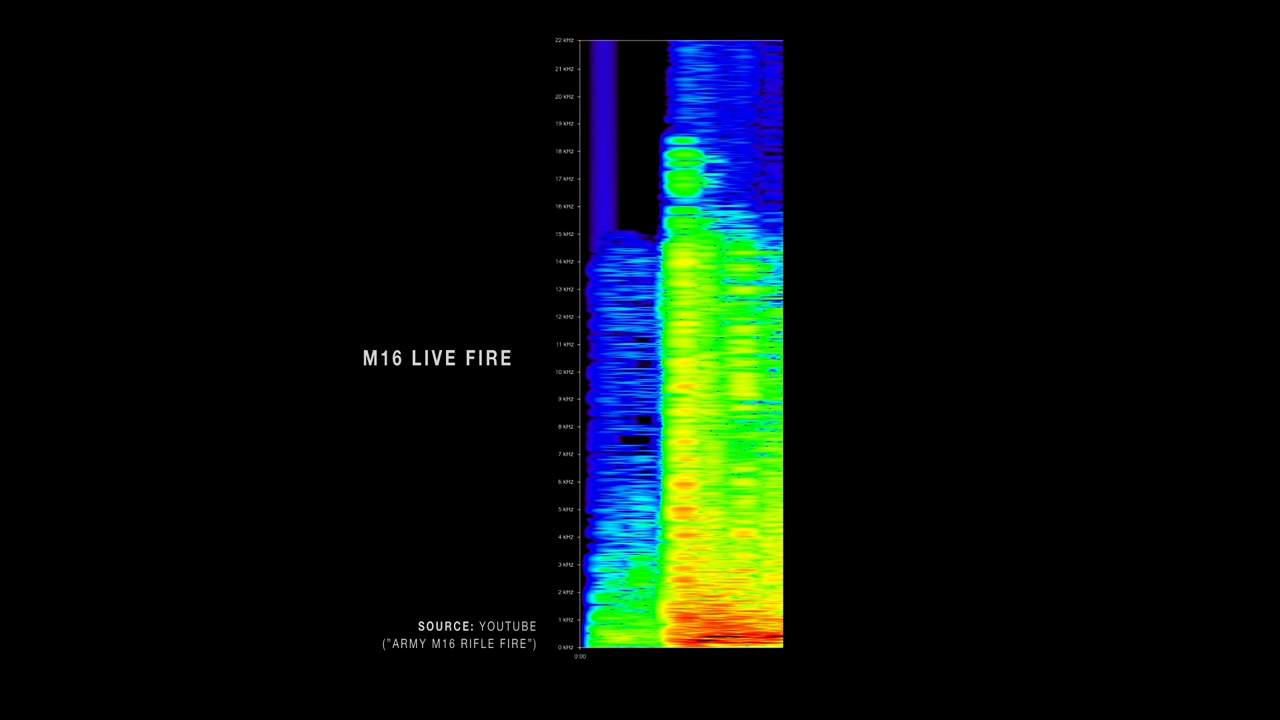 22 kHz
21 kHz
20 kHz
19 kHz
18 kHz
17 kHz
16 kHz
15 kHz
14 kHz
13 kHz
12 kHz
M16 LIVE FIRE
11 kHz
10 kHz
9 kHz
8 kHz
7 kHz
6 kHz
5 kHz
4 kHz
3 kHz
2 kHz
1 kHz
SOURCE: YOUTUBE
("ARMY M16 RIFLE FIRE")
0 kHz
0:00